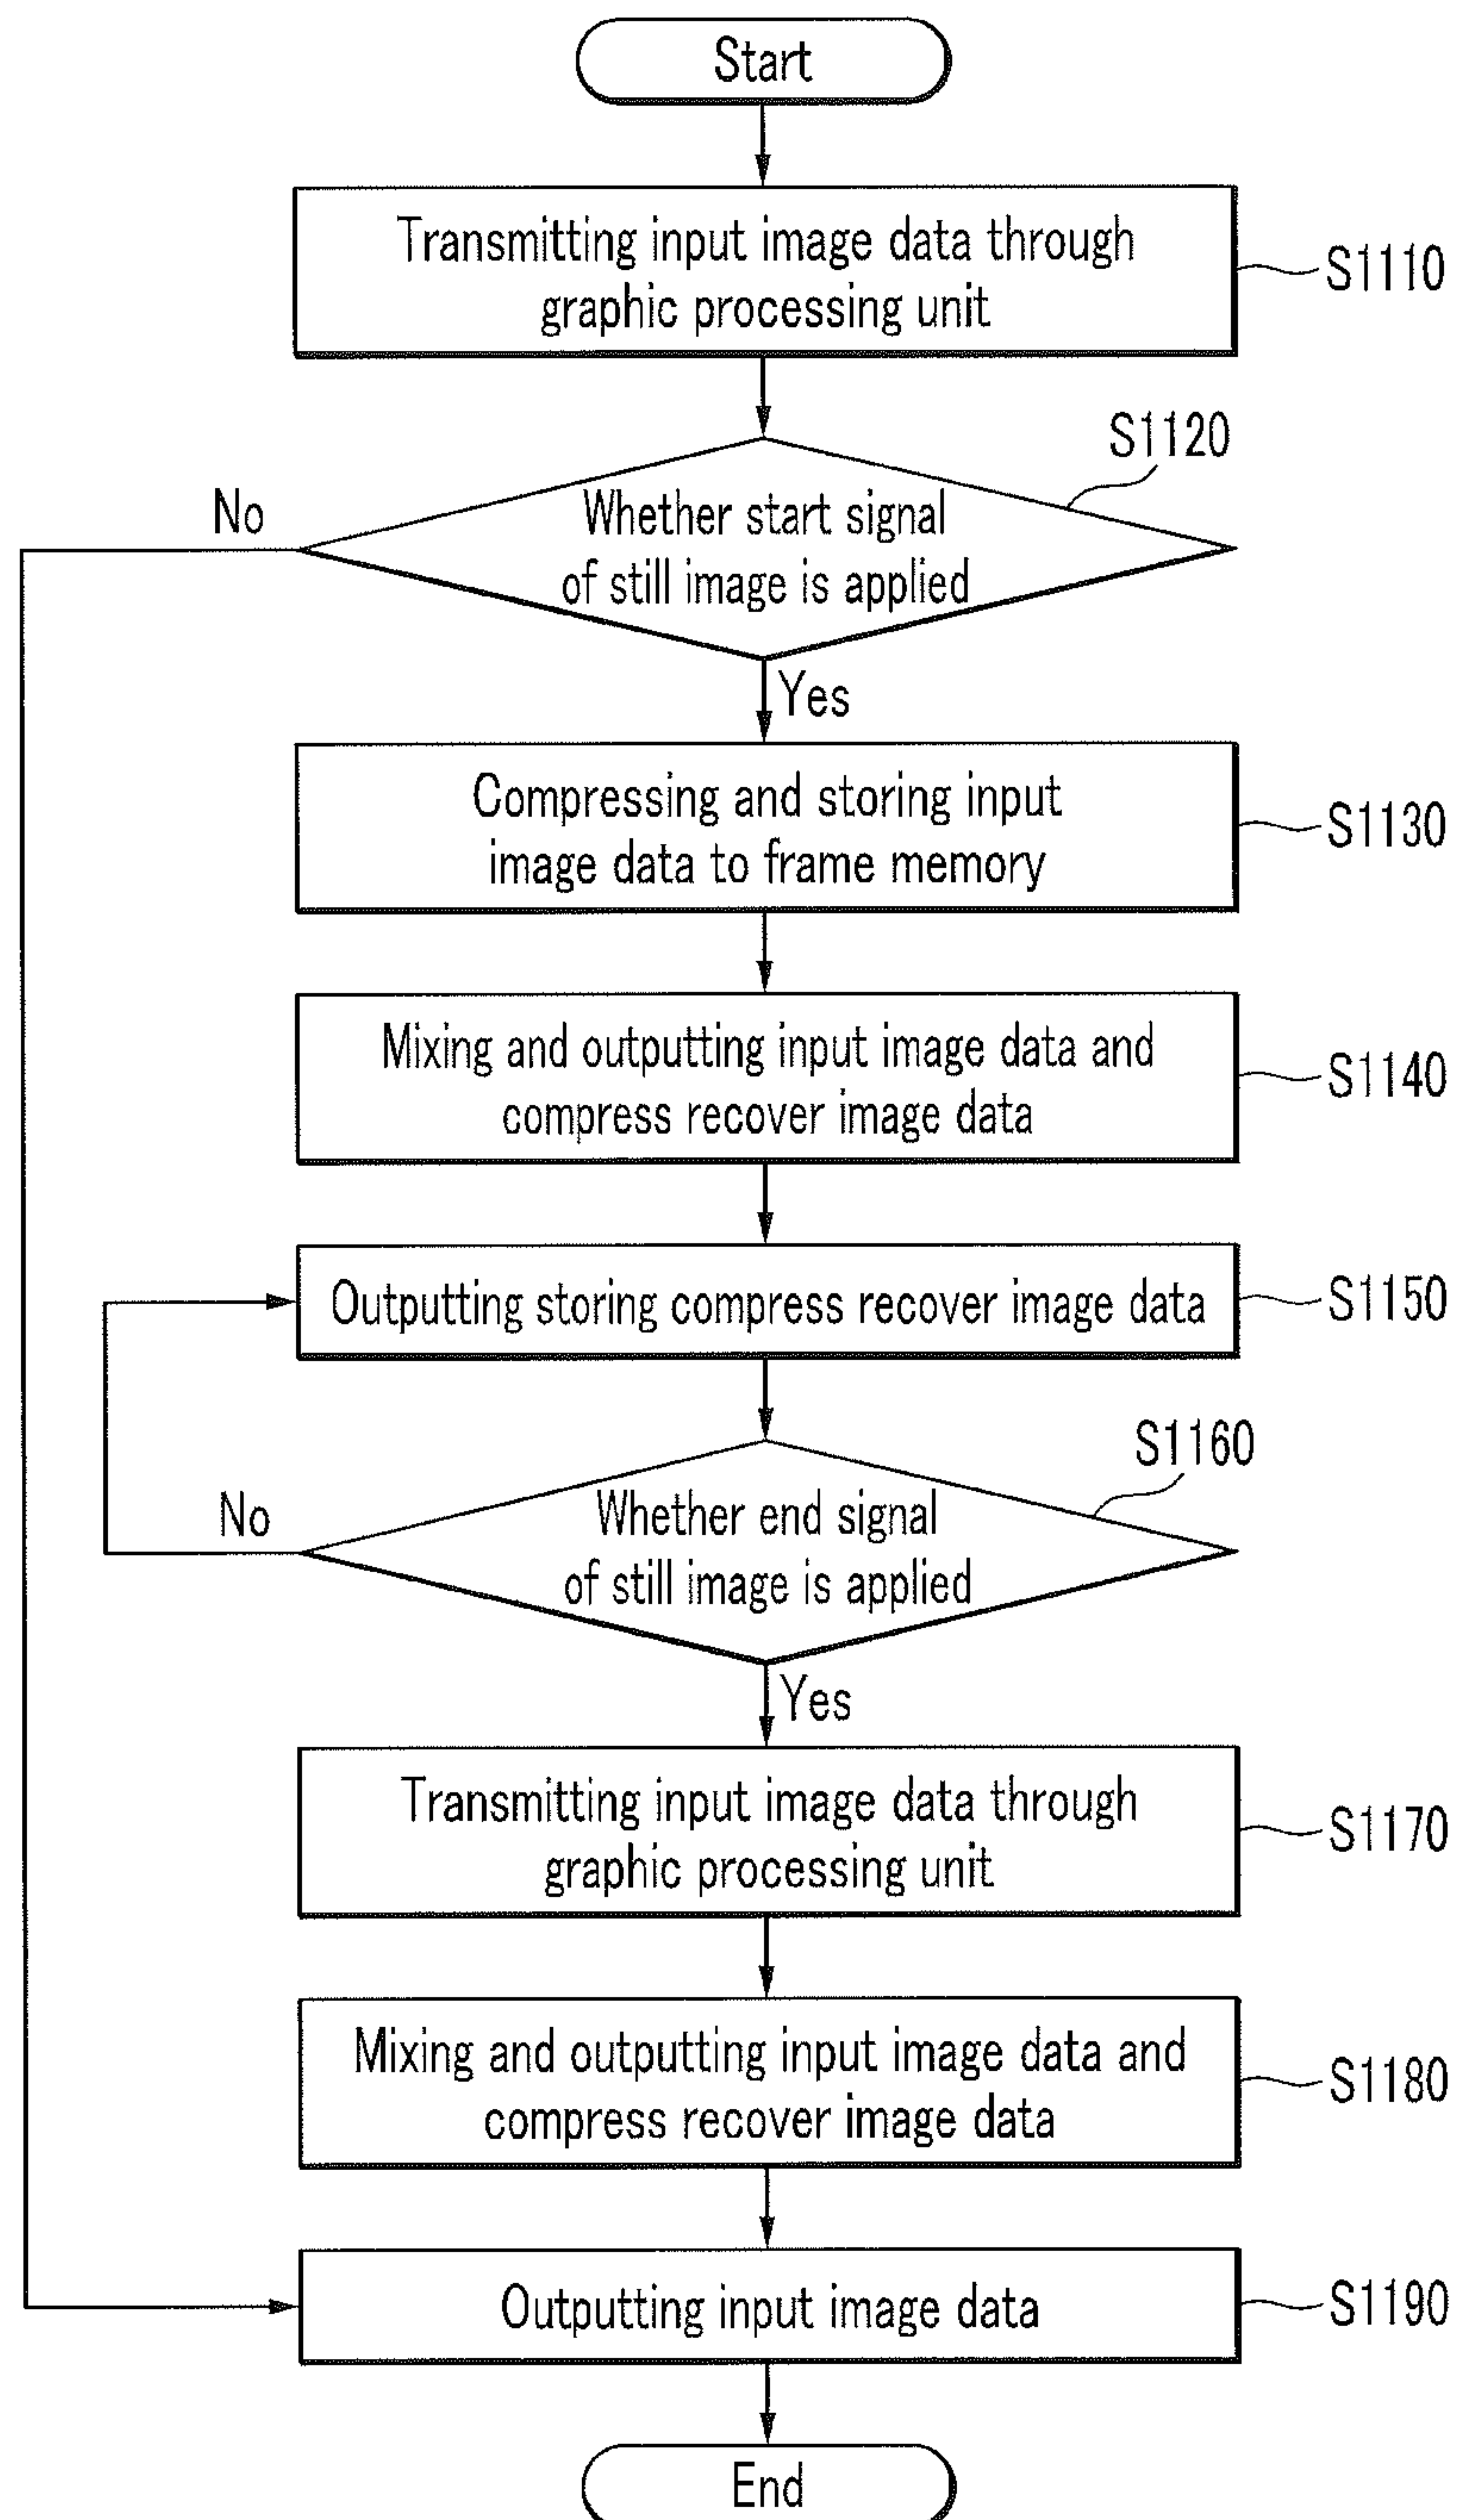 Start
Transmitting input image data through
graphic processing unit
S1110
S1120
No
Whether start signal
of still image is applied
Yes
Compressing and storing input
image data to frame memory
S1130
Mixing and outputting input image data and
compress recover image data
S1140
Outputting storing compress recover image data
S1150
S1160
No
Whether end signal
of still image is applied
Yes
Transmitting input image data through
graphic processing unit
S1170
Mixing and outputting input image data and
compress recover image data
S1180
Outputting input image data
S1190
End